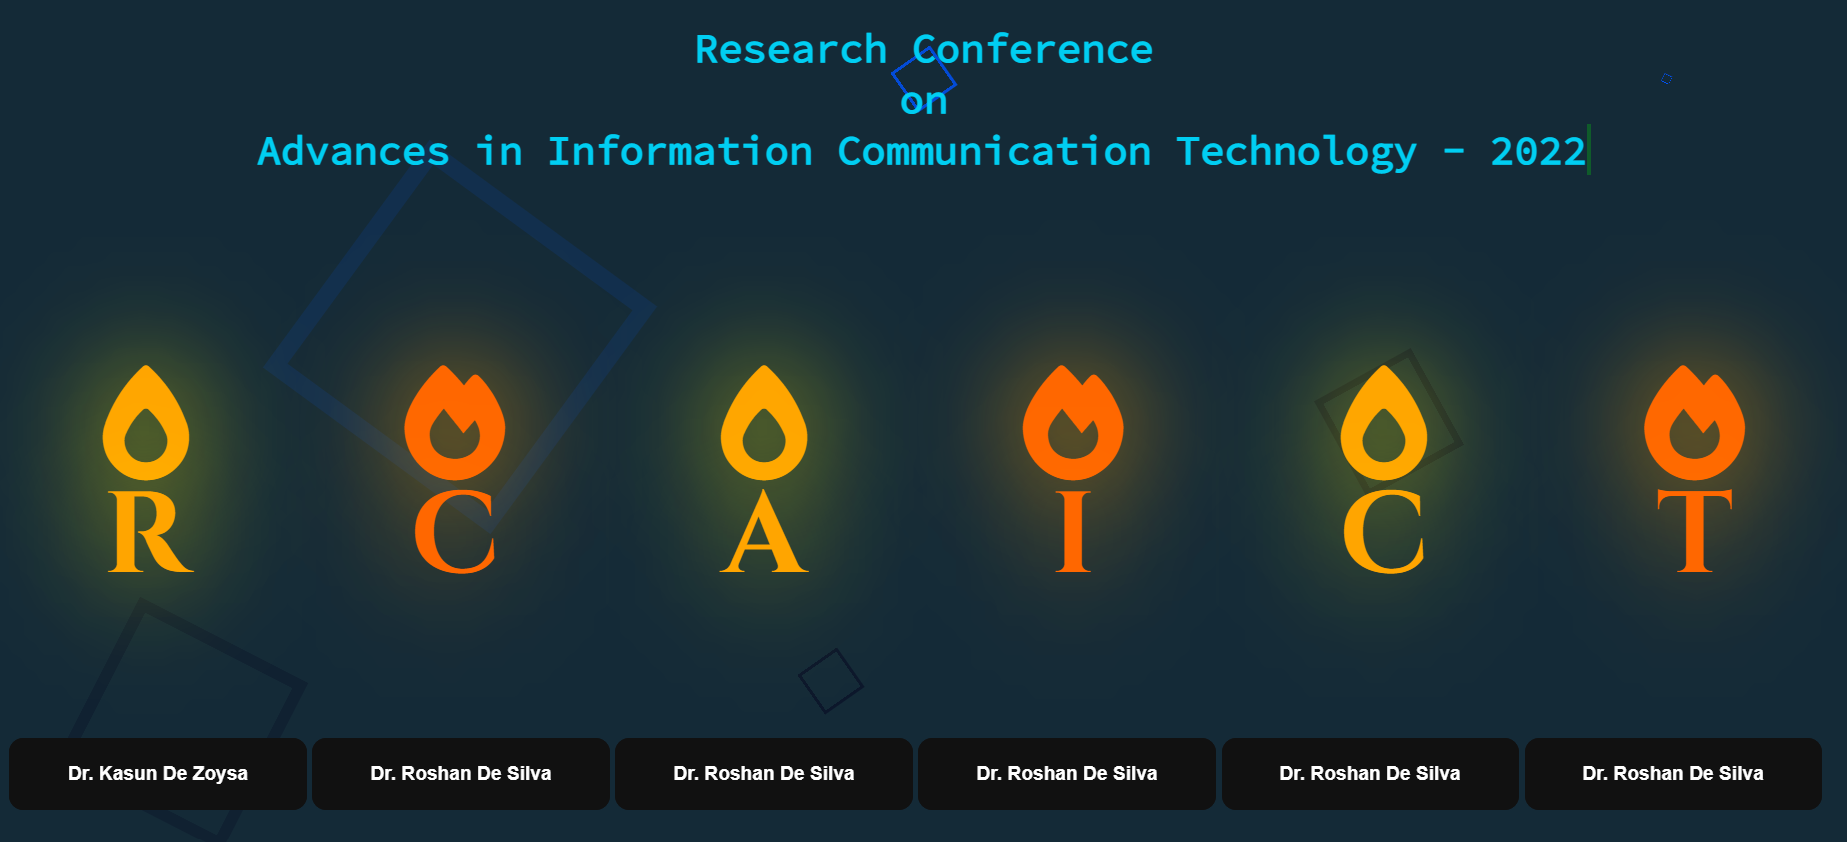 Research Conference
on
Advances in Information Communication Technology - 2022
R C A I C T
Dr. Kasun De Zoysa Dr. Roshan De Silva Dr. Roshan De Silva Dr. Roshan De Silva Dr. Roshan De Silva Dr. Roshan De Silva